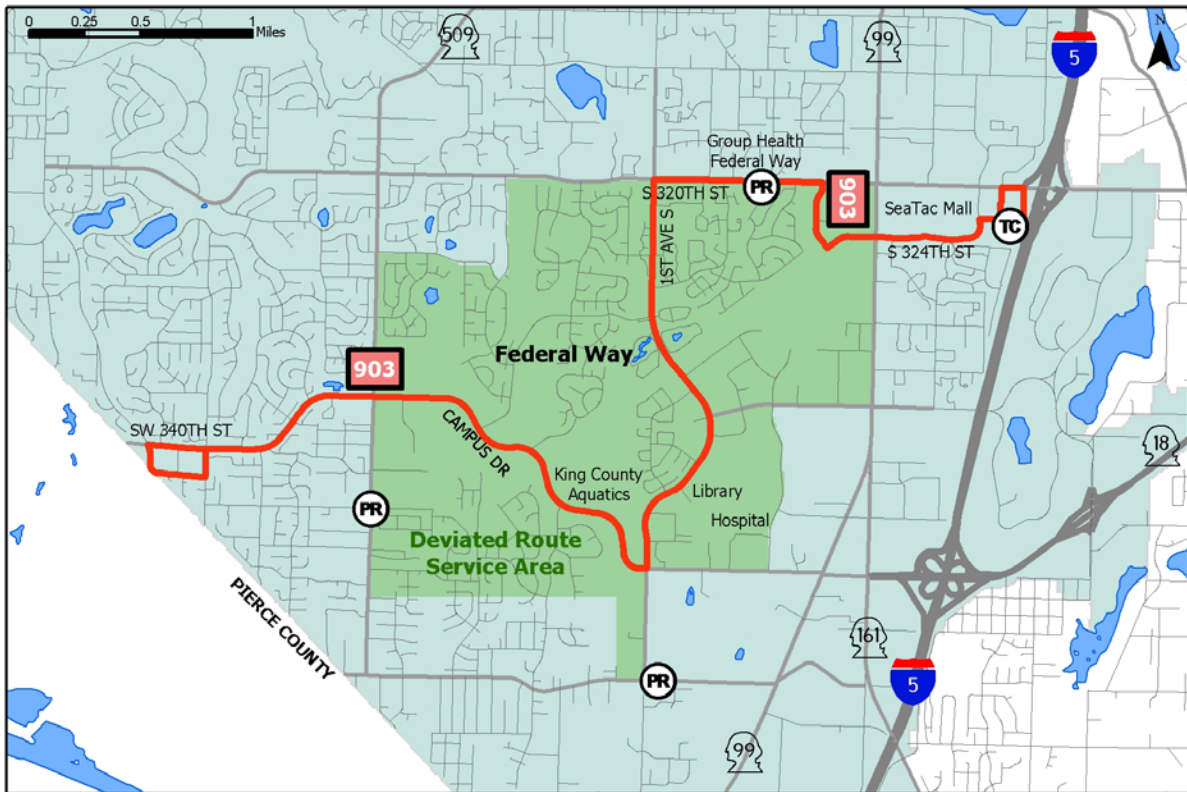 0 0.25 0.5 1
Miles
509
99
5
N
Group Health
Federal Way
PR
903
S 320TH ST
SeaTac Mall
TC
1ST AVE S
S 324TH ST
Federal Way
903
SW 340TH ST
CAMPUS DR
18
King County
Aquatics
Library
Hospital
PR
Deviated Route
Service Area
PIERCE COUNTY
161
PR
5
99